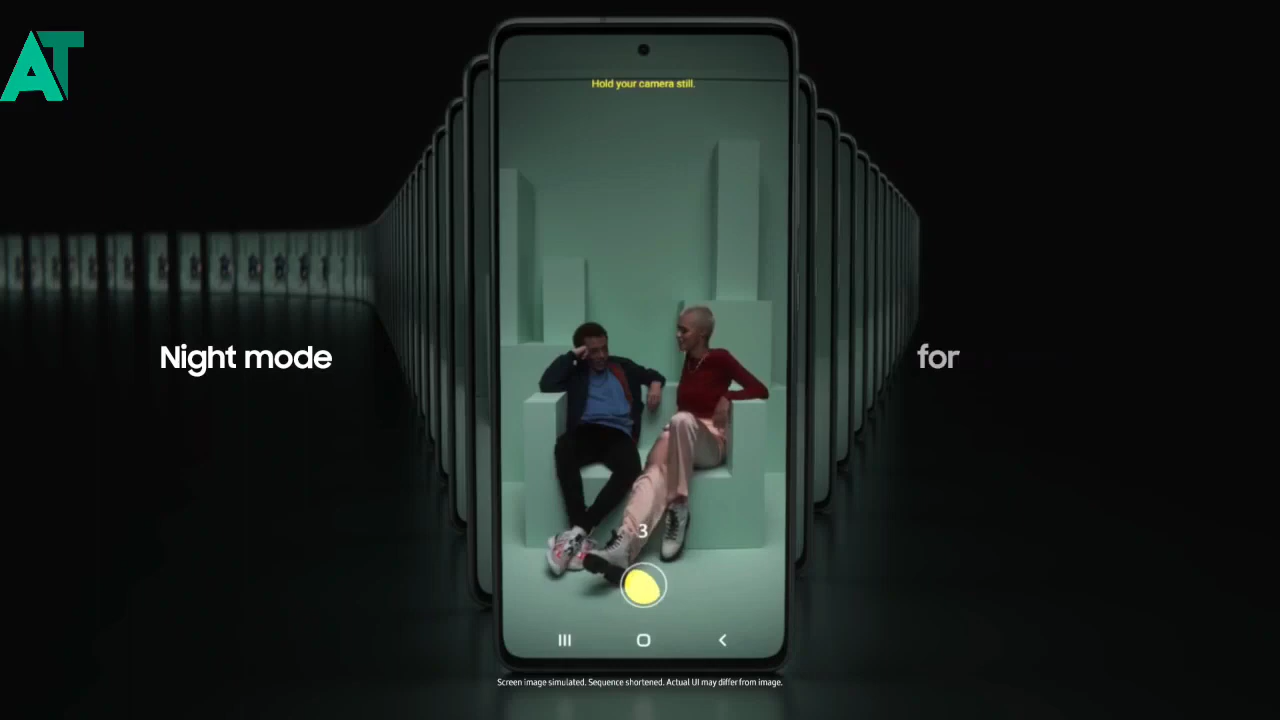 AT
Hold your camera still.
Night mode
for
3
Screen image simulated. Sequence shortened. Actual UI may differ from image.